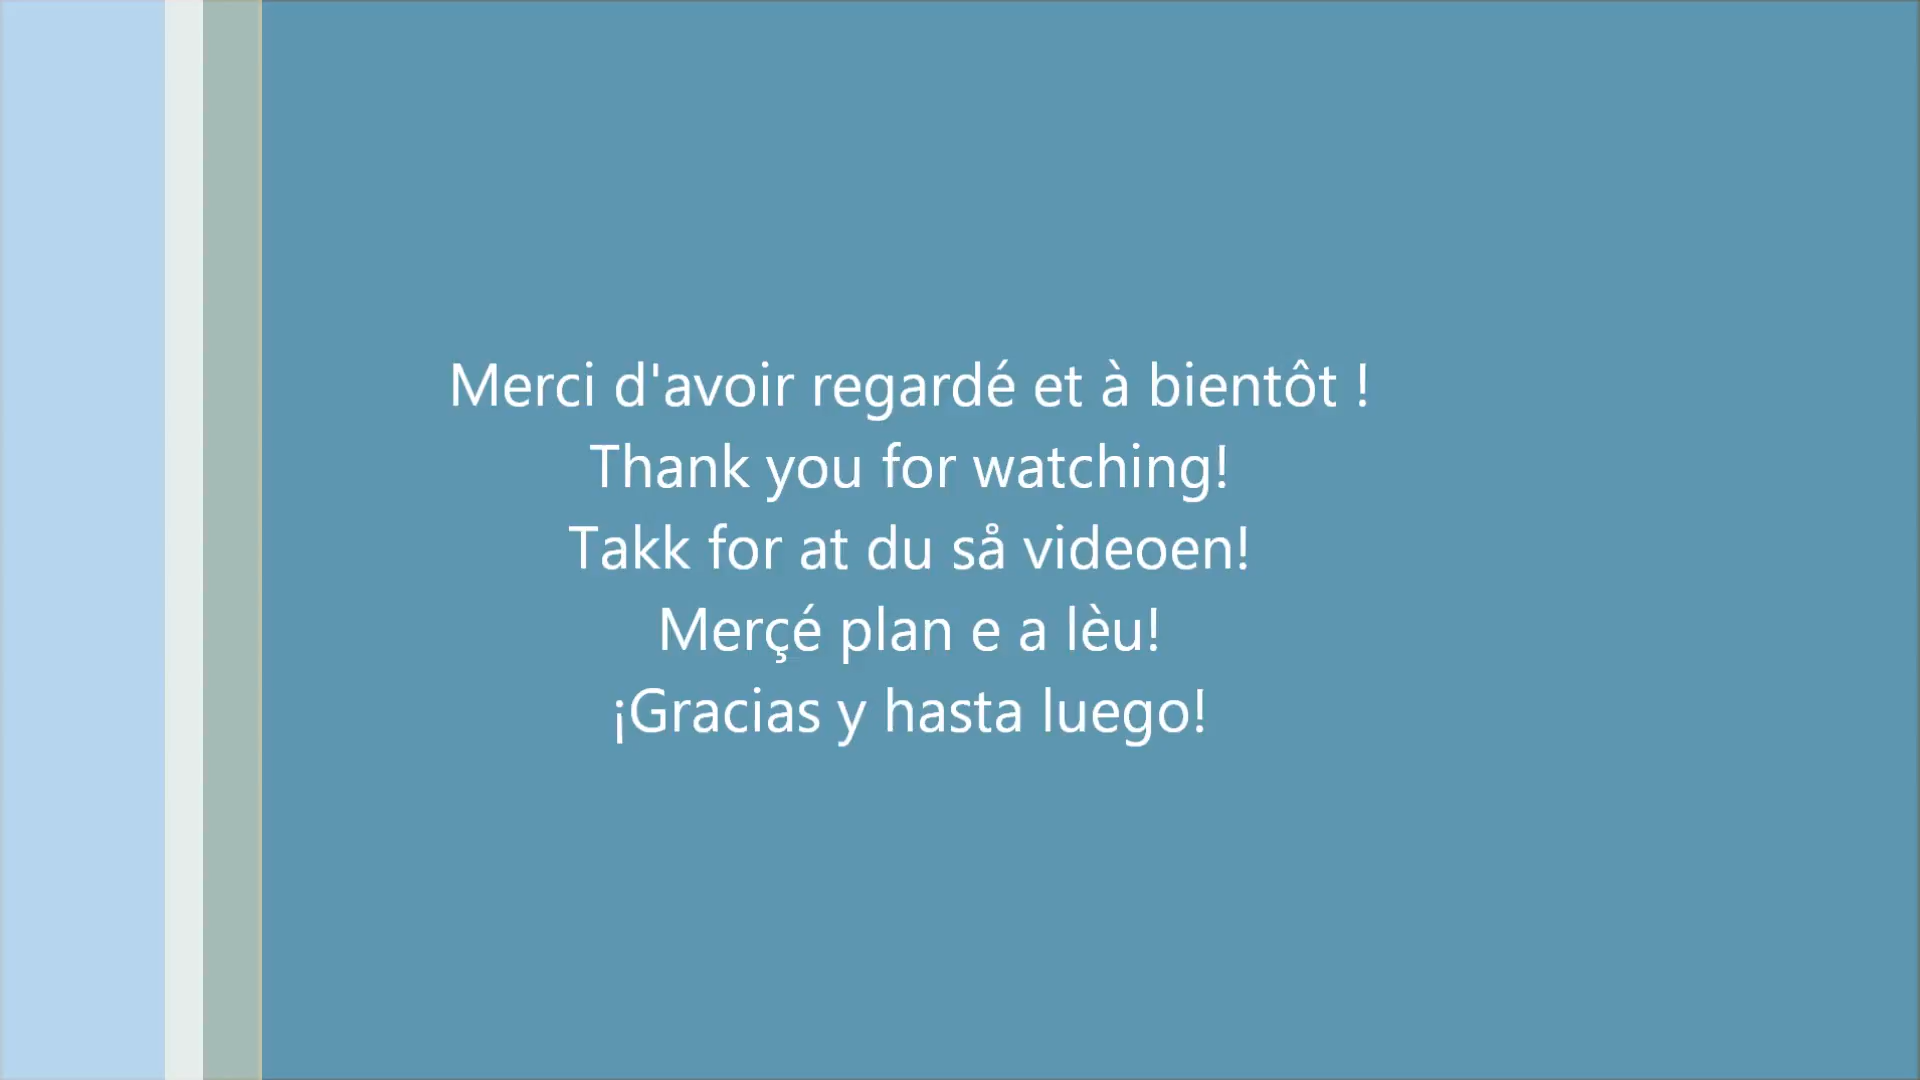 Merci d'avoir regardé et à bientôt !
Thank you for watching!
Takk for at du så videoen!
Merçé plan e a lèu!
¡Gracias y hasta luego!